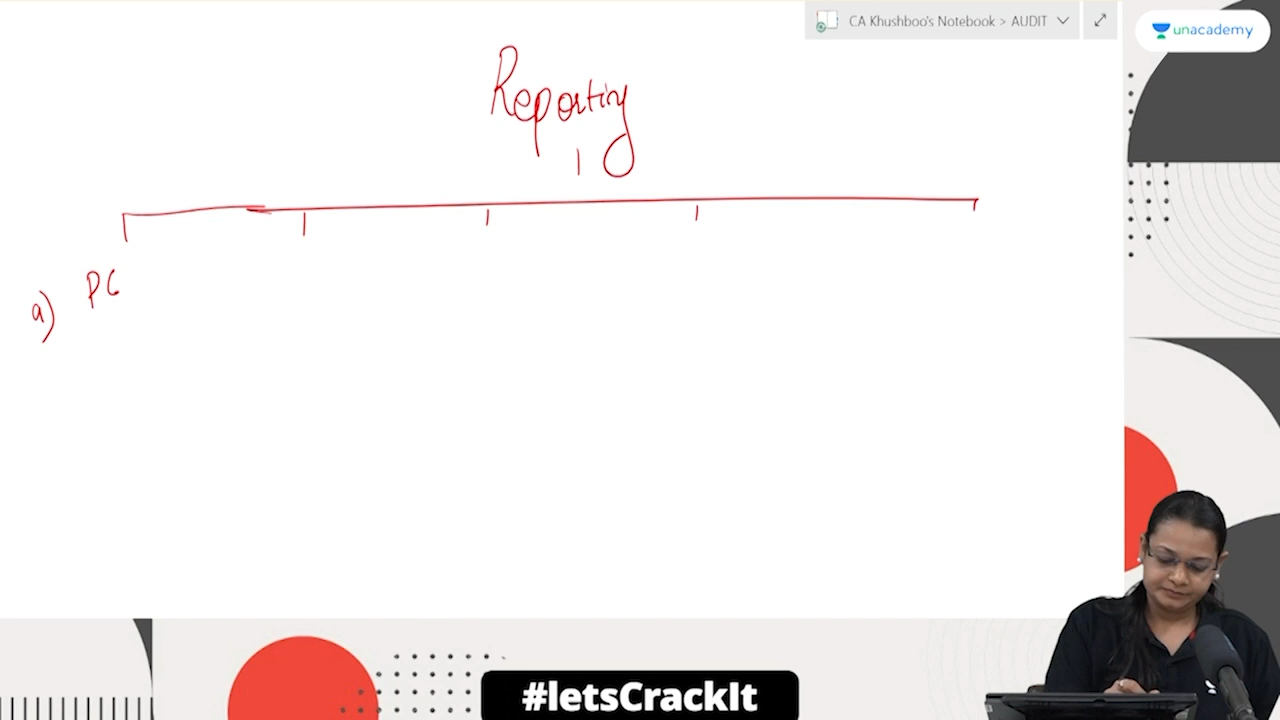 CA Khushboo's Notebook > AUDIT
unacademy
Reporting
a) PC
#letsCrackIt